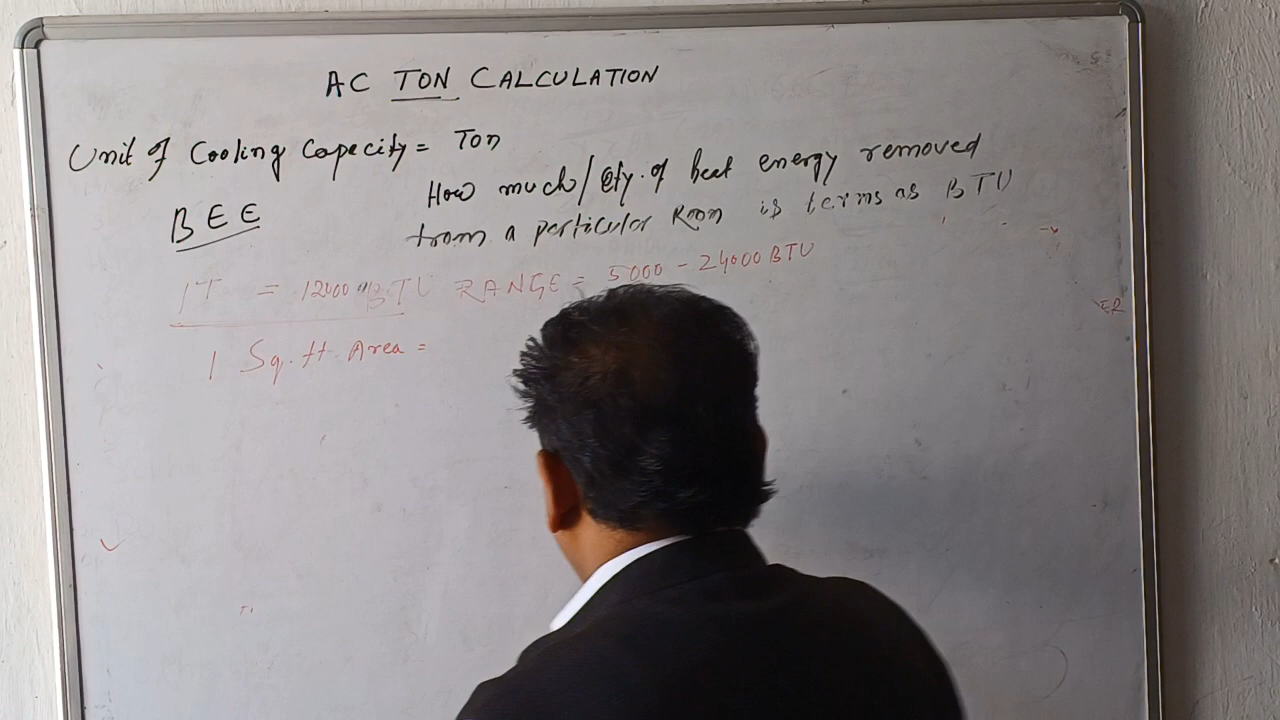 AC TON CALCULATION
Unit of Cooling Capecity = Ton
How much/Qty. of heat energy removed
BEE
from a particular Room is terms as BTU
1T = 12000 BTU RANGE = 5000 - 24000 BTU
1 Sq. ft Area =